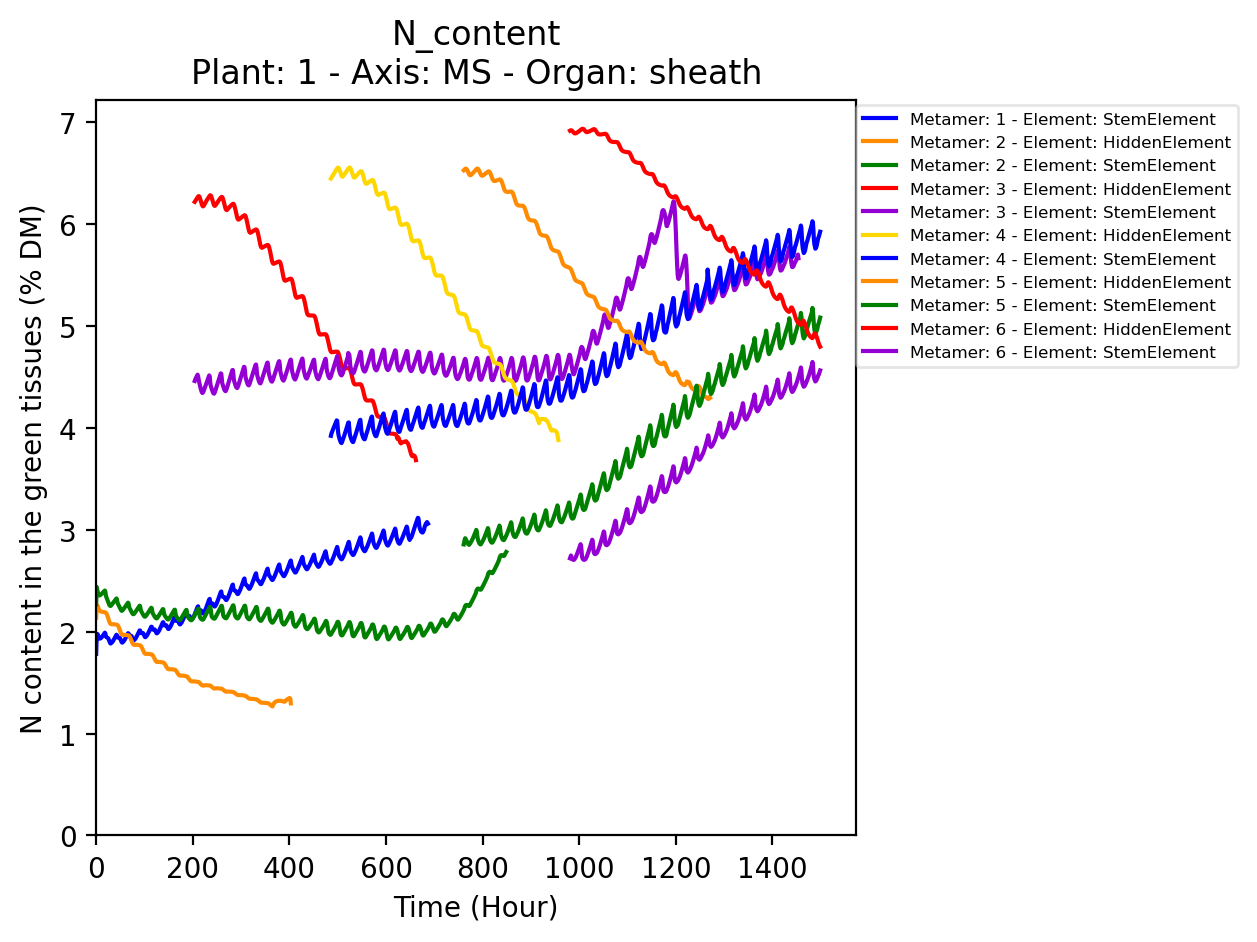 N_content
Plant: 1 - Axis: MS - Organ: sheath
N content in the green tissues (% DM)
7
6
5
4
3
2
1
0
0 200 400 600 800 1000 1200 1400
Time (Hour)
Metamer: 1 - Element: StemElement
Metamer: 2 - Element: HiddenElement
Metamer: 2 - Element: StemElement
Metamer: 3 - Element: HiddenElement
Metamer: 3 - Element: StemElement
Metamer: 4 - Element: HiddenElement
Metamer: 4 - Element: StemElement
Metamer: 5 - Element: HiddenElement
Metamer: 5 - Element: StemElement
Metamer: 6 - Element: HiddenElement
Metamer: 6 - Element: StemElement